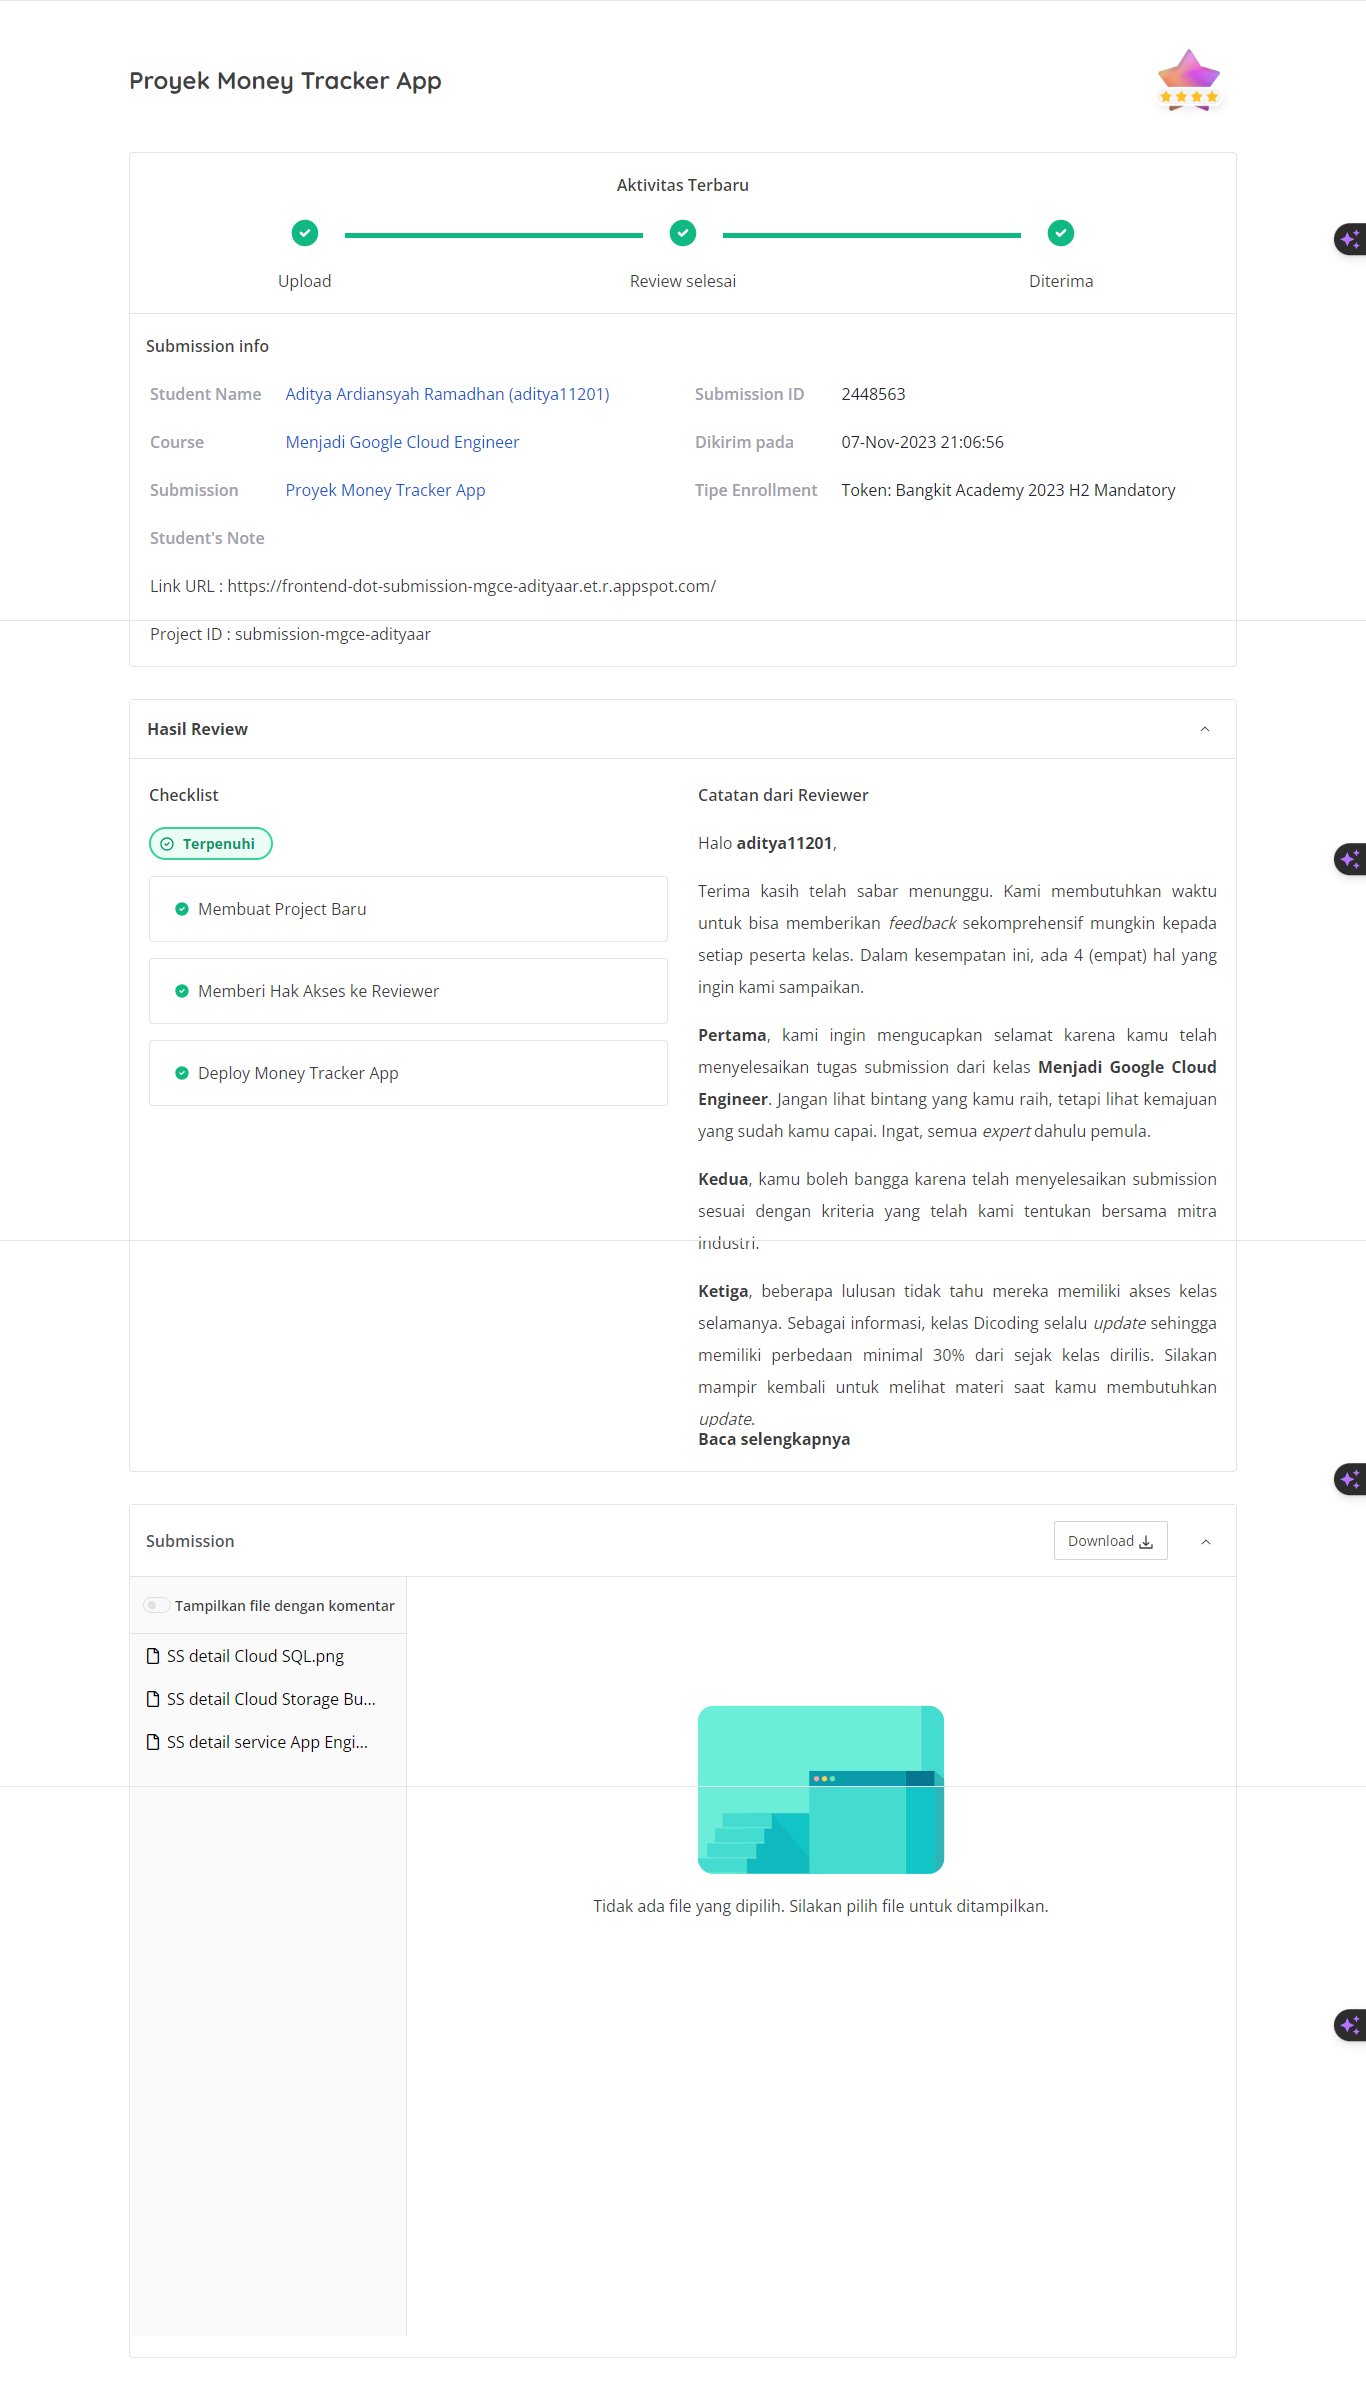 Proyek Money Tracker App
Aktivitas Terbaru
Upload
Review selesai
Diterima
Submission info
Student Name
Aditya Ardiansyah Ramadhan (aditya11201)
Submission ID
2448563
Course
Menjadi Google Cloud Engineer
Dikirim pada
07-Nov-2023 21:06:56
Submission
Proyek Money Tracker App
Tipe Enrollment
Token: Bangkit Academy 2023 H2 Mandatory
Student's Note
Link URL : https://frontend-dot-submission-mgce-adityaar.et.r.appspot.com/
Project ID : submission-mgce-adityaar
Hasil Review
Checklist
Terpenuhi
Membuat Project Baru
Memberi Hak Akses ke Reviewer
Deploy Money Tracker App
Catatan dari Reviewer
Halo aditya11201,
Terima kasih telah sabar menunggu. Kami membutuhkan waktu
untuk bisa memberikan feedback sekomprehensif mungkin kepada
setiap peserta kelas. Dalam kesempatan ini, ada 4 (empat) hal yang
ingin kami sampaikan.
Pertama, kami ingin mengucapkan selamat karena kamu telah
menyelesaikan tugas submission dari kelas Menjadi Google Cloud
Engineer. Jangan lihat bintang yang kamu raih, tetapi lihat kemajuan
yang sudah kamu capai. Ingat, semua expert dahulu pemula.
Kedua, kamu boleh bangga karena telah menyelesaikan submission
sesuai dengan kriteria yang telah kami tentukan bersama mitra
industri.
Ketiga, beberapa lulusan tidak tahu mereka memiliki akses kelas
selamanya. Sebagai informasi, kelas Dicoding selalu update sehingga
memiliki perbedaan minimal 30% dari sejak kelas dirilis. Silakan
mampir kembali untuk melihat materi saat kamu membutuhkan
update.
Baca selengkapnya
Submission
Download
Tampilkan file dengan komentar
SS detail Cloud SQL.png
SS detail Cloud Storage Bu...
SS detail service App Engi...
Tidak ada file yang dipilih. Silakan pilih file untuk ditampilkan.